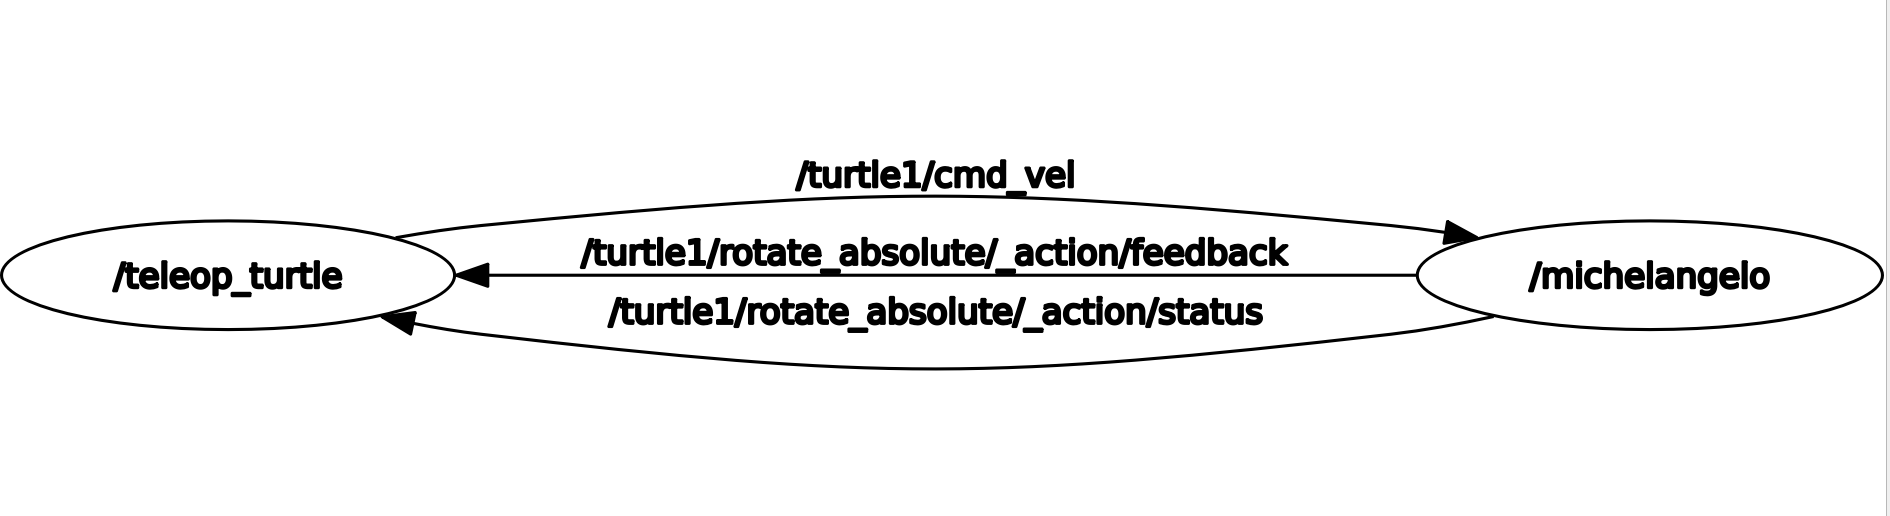 /turtle1/cmd_vel
/turtle1/rotate_absolute/_action/feedback
/teleop_turtle
/michelangelo
/turtle1/rotate_absolute/_action/status